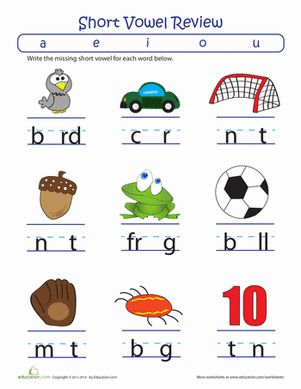 Short Vowel Review
a e i o u
Write the missing short vowel for each word below.
b rd c r n t
n t fr g b ll
10
m t b g t n
education.com
Copyright © 2013-2014 by Education.com
More worksheets at www.education.com/worksheets